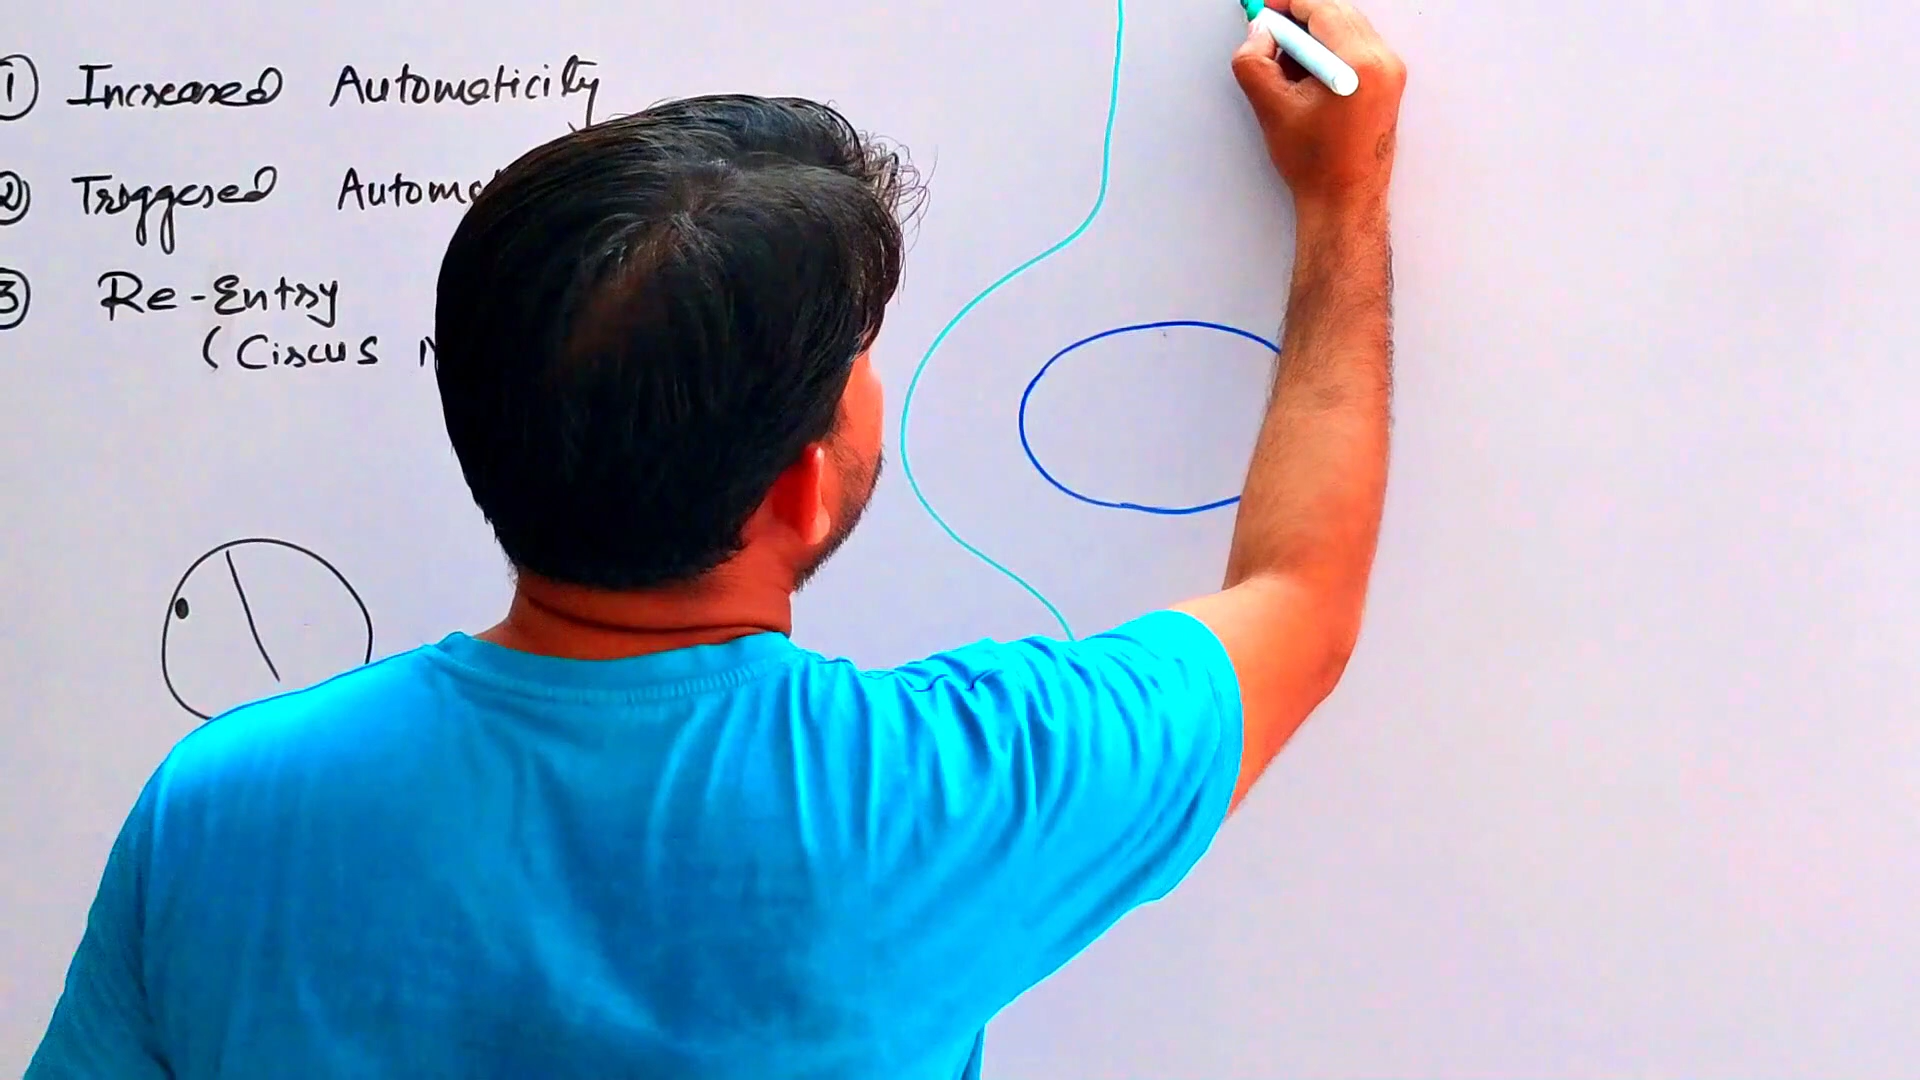 ① Increased Automaticity
② Triggered
③ Re-Entry
(Circus